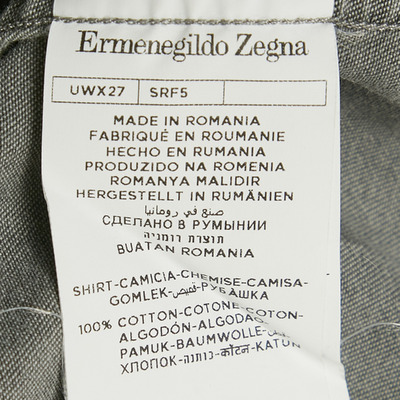 Ermenegildo Zegna
UWX27 SRF5
MADE IN ROMANIA
FABRIQUÉ EN ROUMANIE
HECHO EN RUMANIA
PRODUZIDO NA ROMENIA
ROMANYA MALIDIR
HERGESTELLT IN RUMÄNIEN
صنع في رومانيا
СДЕЛАНО В РУМЫНИИ
תוצרת רומניה
BUATAN ROMANIA
SHIRT-CAMICIA-CHEMISE-CAMISA-
GOMLEK-قميص-РУБАШКА
100% COTTON-COTONE-COTON-
ALGODÓN-ALGODAO-
PAMUK-BAUMWOLLE-قطن-
ХЛОПОК-כותנה-कॉटन-KATUN